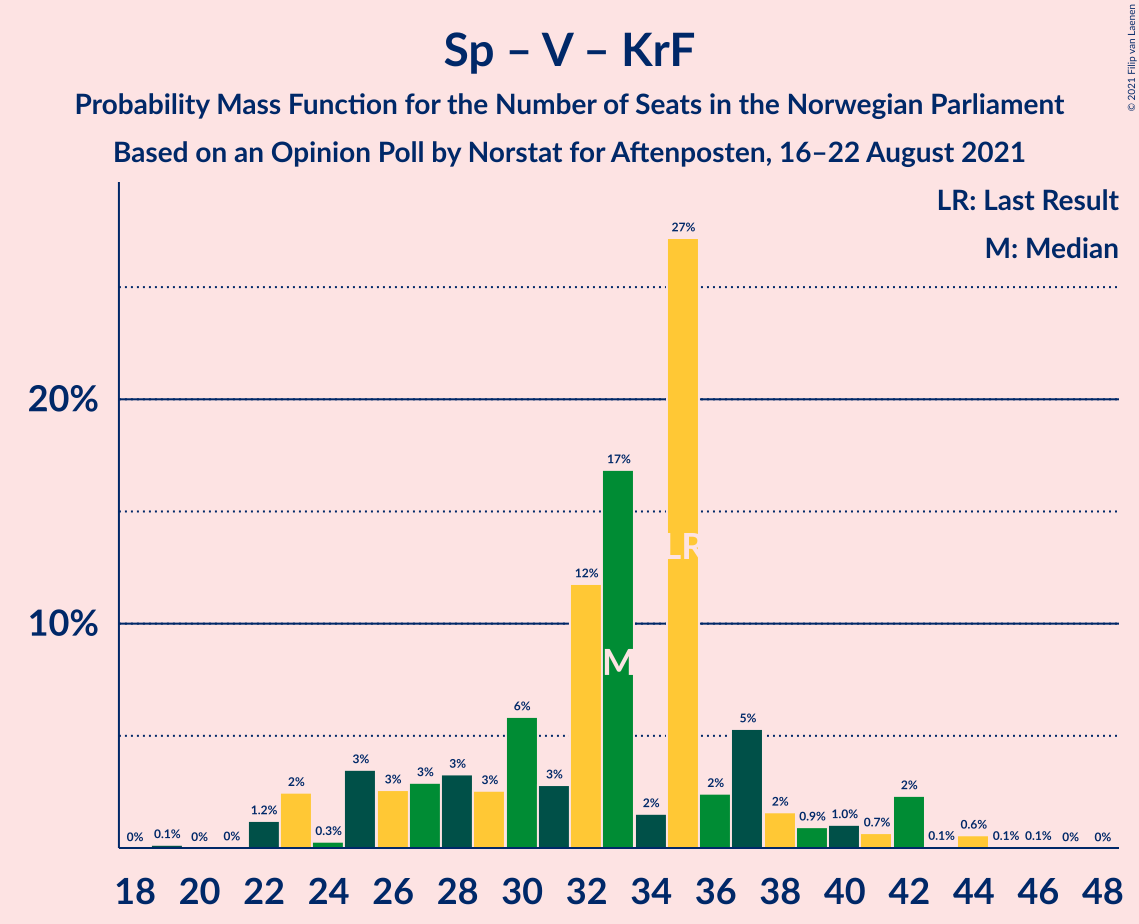 Sp – V – KrF
Probability Mass Function for the Number of Seats in the Norwegian Parliament
Based on an Opinion Poll by Norstat for Aftenposten, 16–22 August 2021
© 2021 Filip van Laenen
LR: Last Result
M: Median
20%
10%
0% 0.1% 0% 0% 1.2% 2% 0.3% 3% 3% 3% 3% 3% 6% 3% 12% 17% 2% 27% 2% 5% 2% 0.9% 1.0% 0.7% 2% 0.1% 0.6% 0.1% 0.1% 0% 0%
LR
M
18 20 22 24 26 28 30 32 34 36 38 40 42 44 46 48